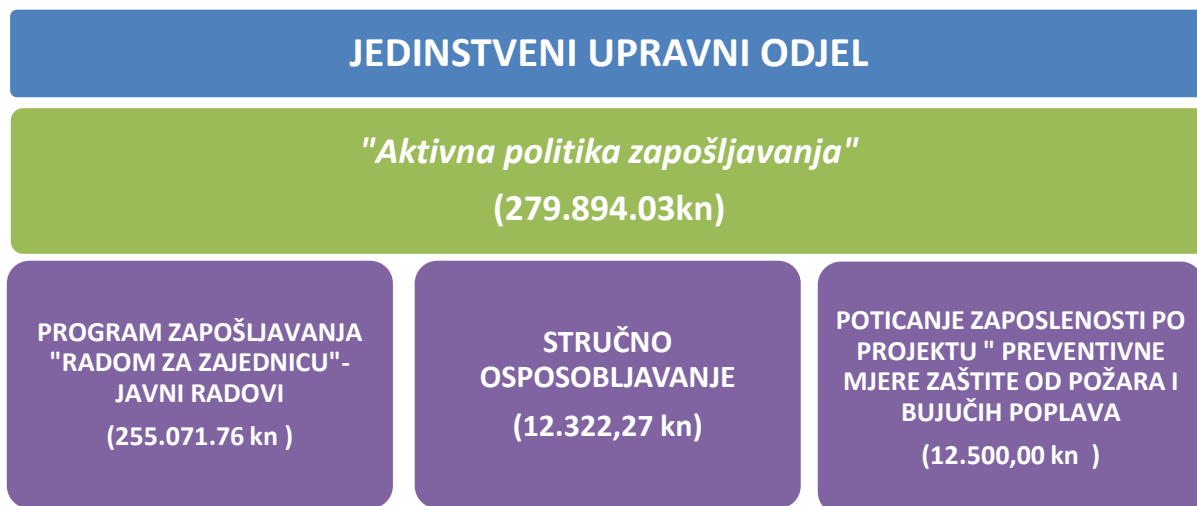 JEDINSTVENI UPRAVNI ODJEL
"Aktivna politika zapošljavanja"
(279.894.03kn)
PROGRAM ZAPOŠLJAVANJA
"RADOM ZA ZAJEDNICU"-
JAVNI RADOVI
(255.071.76 kn )
STRUČNO
OSPOSOBLJAVANJE
(12.322,27 kn)
POTICANJE ZAPOSLENOSTI PO
PROJEKTU " PREVENTIVNE
MJERE ZAŠTITE OD POŽARA I
BUJUČIH POPLAVA
(12.500,00 kn )